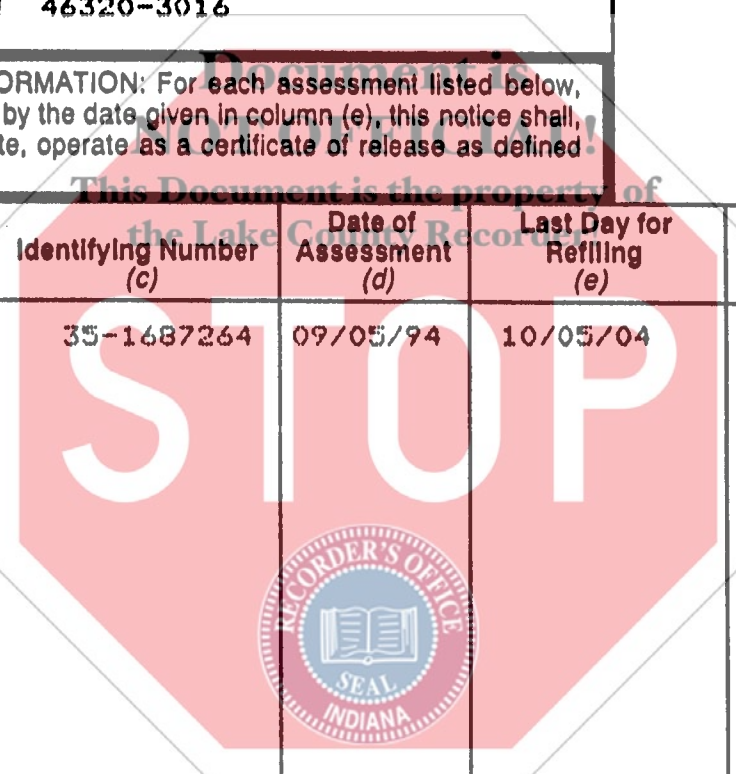 46320-3016
Document is
ORMATION: For each assessment listed below,
by the date given in column (e), this notice shall,
NOT OFFICIAL!
te, operate as a certificate of release as defined
This Document is the property of
the Lake County Recorder!
Identifying Number
(c)
Date of
Assessment
(d)
Last Day for
Refiling
(e)
35-1687264 09/05/94 10/05/04
STOP
RECORDER'S OFFICE
SEAL
INDIANA